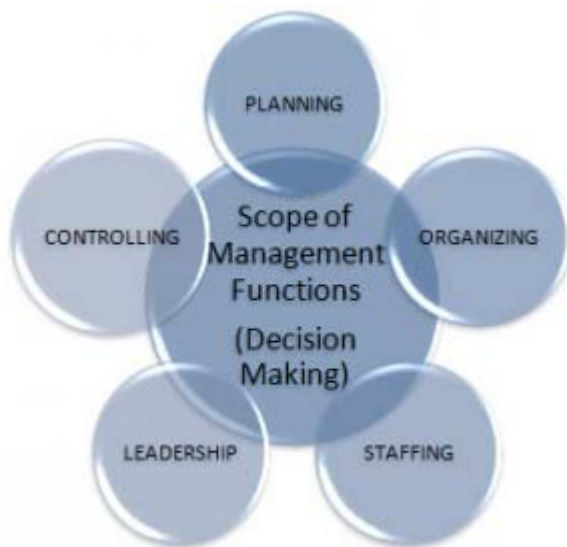 PLANNING
Scope of
Management
Functions
(Decision
Making)
CONTROLLING
ORGANIZING
LEADERSHIP
STAFFING